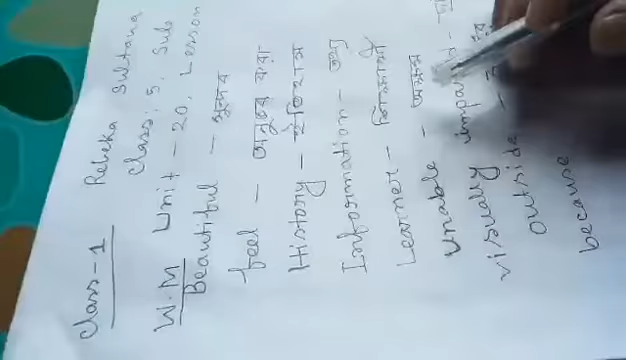 Class-1
Rebeka Sultana
Class: 5, Sub
W.M Unit-20, Lesson
Beautiful - সুন্দর
feel - অনুভব করা
History - ইতিহাস
Information - তথ্য
Learner - শিক্ষার্থী
Unable - অক্ষম
visually impaired -
outside -
because